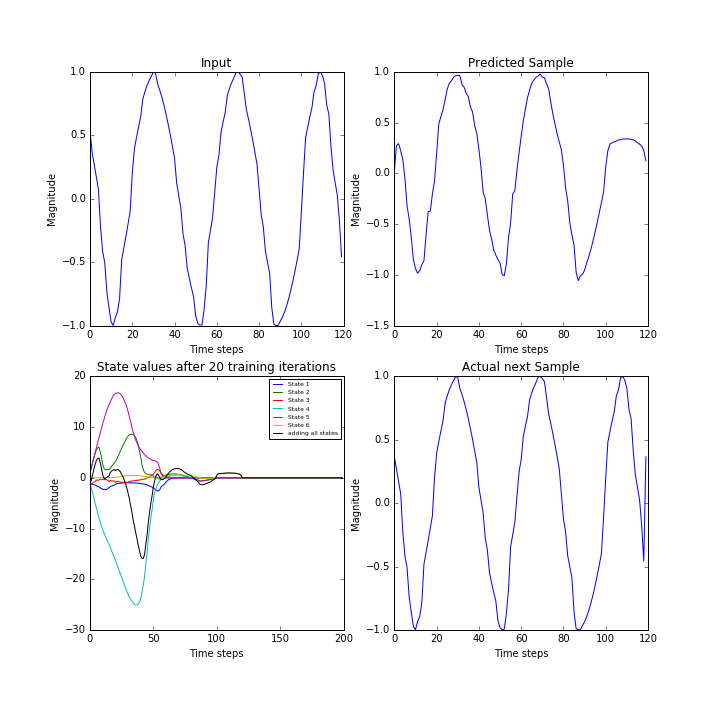 Input
1.0
0.5
0.0
−0.5
−1.0
Magnitude
0 20 40 60 80 100 120
Time steps
Predicted Sample
1.0
0.5
0.0
−0.5
−1.0
−1.5
Magnitude
0 20 40 60 80 100 120
Time steps
State values after 20 training iterations
20
10
0
−10
−20
−30
Magnitude
State 1
State 2
State 3
State 4
State 5
State 6
adding all states
0 50 100 150 200
Time steps
Actual next Sample
1.0
0.5
0.0
−0.5
−1.0
Magnitude
0 20 40 60 80 100 120
Time steps